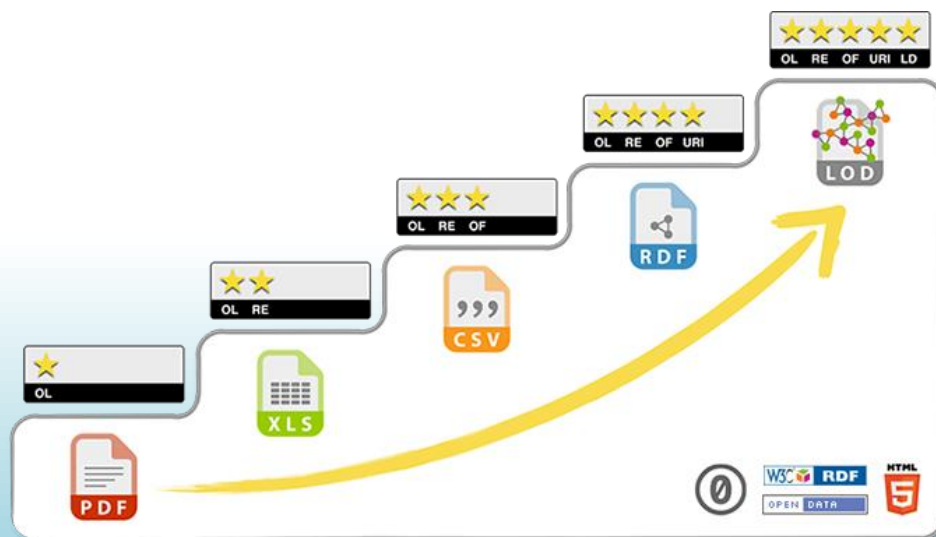 OL RE OF URI LD
OL RE OF URI
LOD
OL RE OF
RDF
OL RE
CSV
OL
XLS
PDF
0
W3C RDF
HTML
5
OPEN DATA